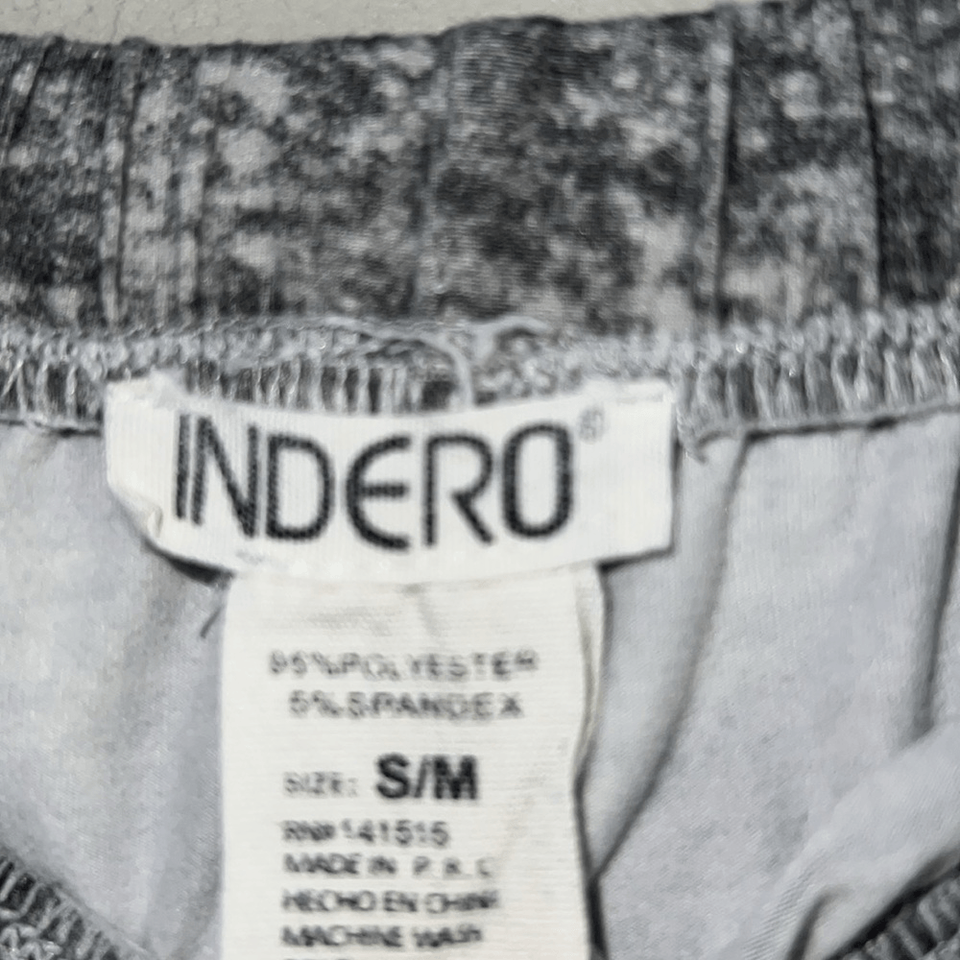 INDERO®
95%POLYESTER
5%SPANDEX
SIZE: S/M
RN# 141515
MADE IN P. R. C
HECHO EN CHINA
MACHINE WASH